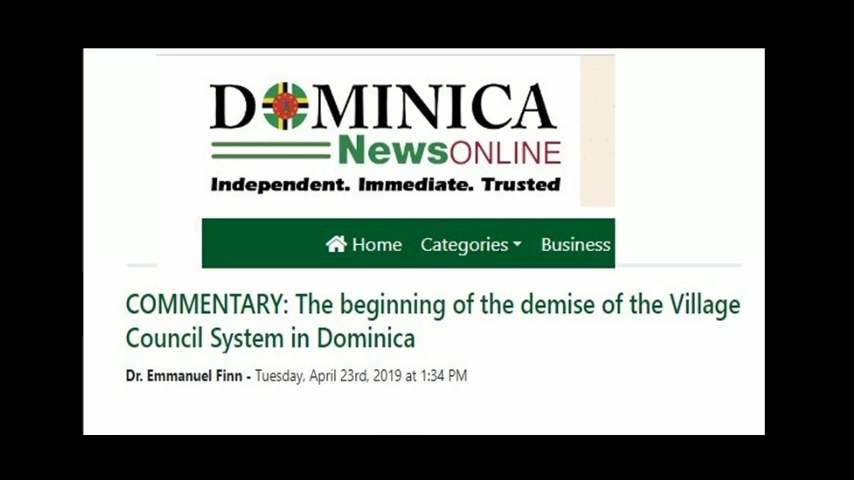 DOMINICA
NewsONLINE
Independent. Immediate. Trusted
Home Categories Business
COMMENTARY: The beginning of the demise of the Village
Council System in Dominica
Dr. Emmanuel Finn - Tuesday, April 23rd, 2019 at 1:34 PM